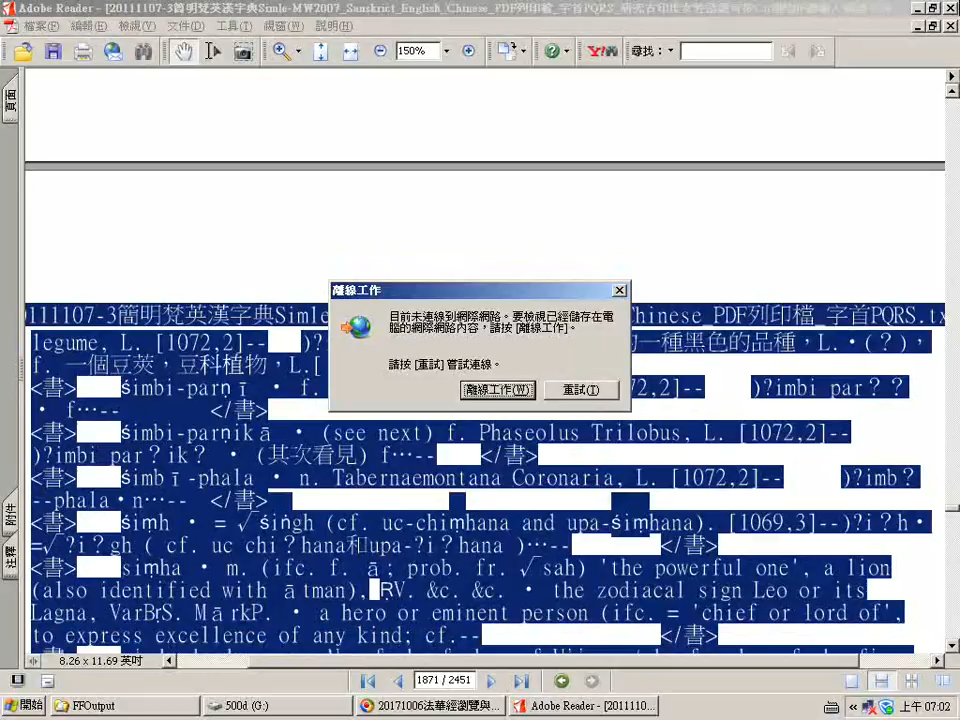 Adobe Reader - [20111107-3簡明梵英漢字典Simle-MW2007_Sanskrit_English_Chinese_PDF列印檔_字首PQRS_
檔案(F) 編輯(E) 檢視(V) 文件(D) 工具(T) 視窗(W) 說明(H)
150% Y! 尋找：
頁面
離線工作
目前未連線到網際網路。要檢視已經儲存在電
腦的網際網路內容，請按 [離線工作]。
請按 [重試] 嘗試連線。
離線工作(W) 重試(T)
)111107-3簡明梵英漢字典Simle hinese_PDF列印檔_字首PQRS.tx
legume, L. [1072,2]-- )? 的一種黑色的品種，L.‧(？),
f. 一個豆莢，豆科植物，L.[
<書> śimbi-parṇī ‧ f. 72,2]-- )?imbi par？？
‧ f…-- </書>
<書> śimbi-parṇikā ‧ (see next) f. Phaseolus Trilobus, L. [1072,2]--
)?imbi par？ik？ ‧ (其次看見) f…-- </書>
<書> śimbī-phala ‧ n. Tabernaemontana Coronaria, L. [1072,2]-- )?imb？
--phala‧n…-- </書>
<書> śiṃh ‧ =√śiṅgh (cf. uc-chiṃhana and upa-śiṃhana). [1069,3]--)?i？h‧
=√ ?i？gh ( cf. uc chi？hana和upa-?i？hana )…-- </書>
<書> siṃha ‧ m. (ifc. f. ā; prob. fr. √sah) 'the powerful one', a lion
(also identified with ātman), ṚV. &c. &c. ‧ the zodiacal sign Leo or its
Lagna, VarBṛS. MārkP. ‧ a hero or eminent person (ifc. = 'chief or lord of',
to express excellence of any kind; cf.-- </書>
附件
注釋
8.26 x 11.69 英吋
1871 / 2451
開始 FFOutput 500d (G:) 20171006法華經瀏覽與... Adobe Reader - [2011110... 上午 07:02